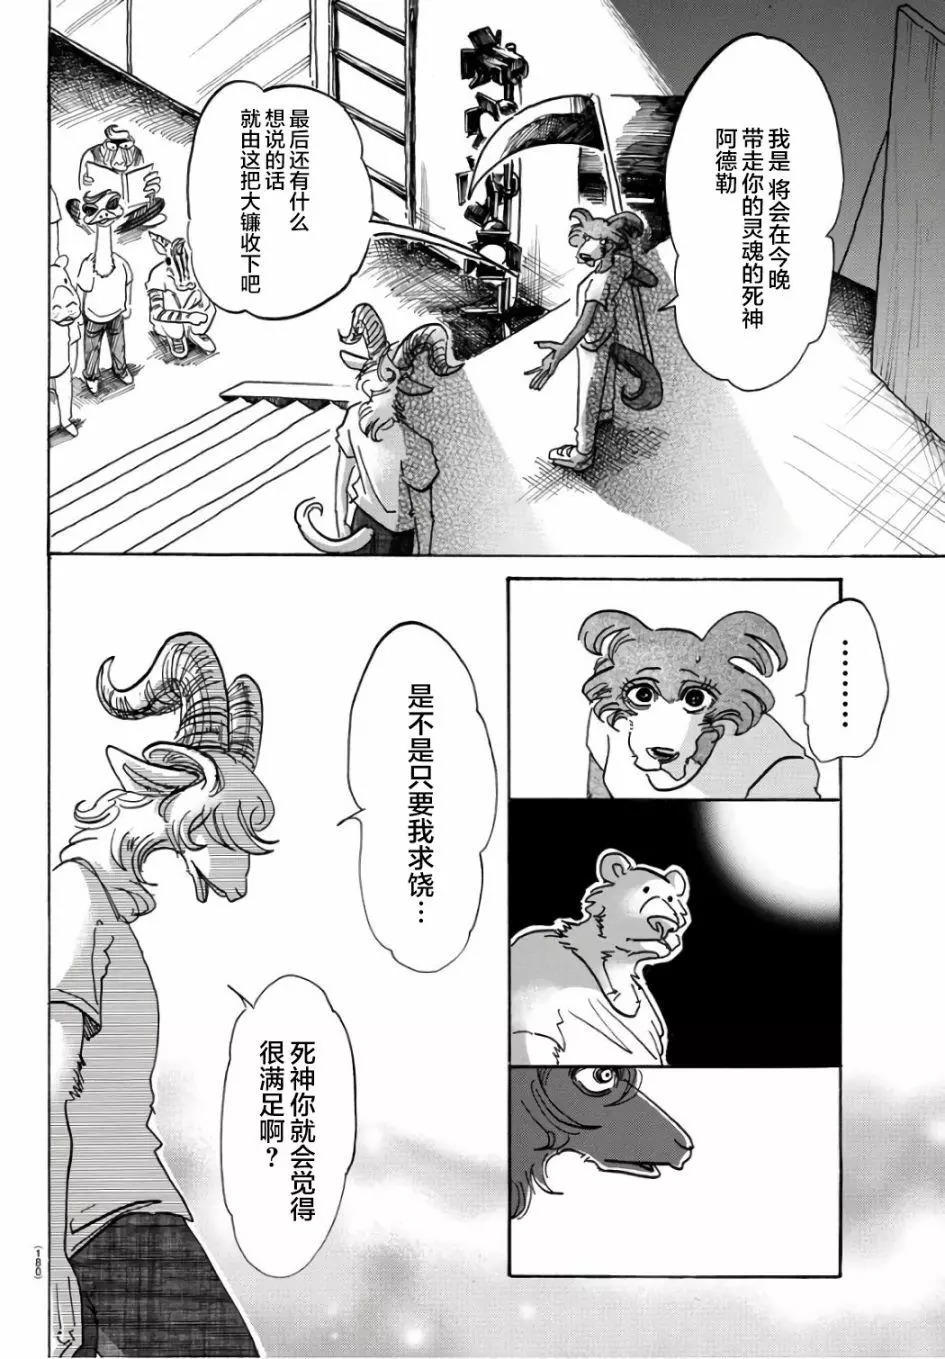 我是 将会在今晚
带走你的灵魂的死神
阿德勒
最后还有什么
想说的话
就由这把大镰收下吧
………
是不是只要我求饶…
死神你就会觉得
很满足啊？
(180)